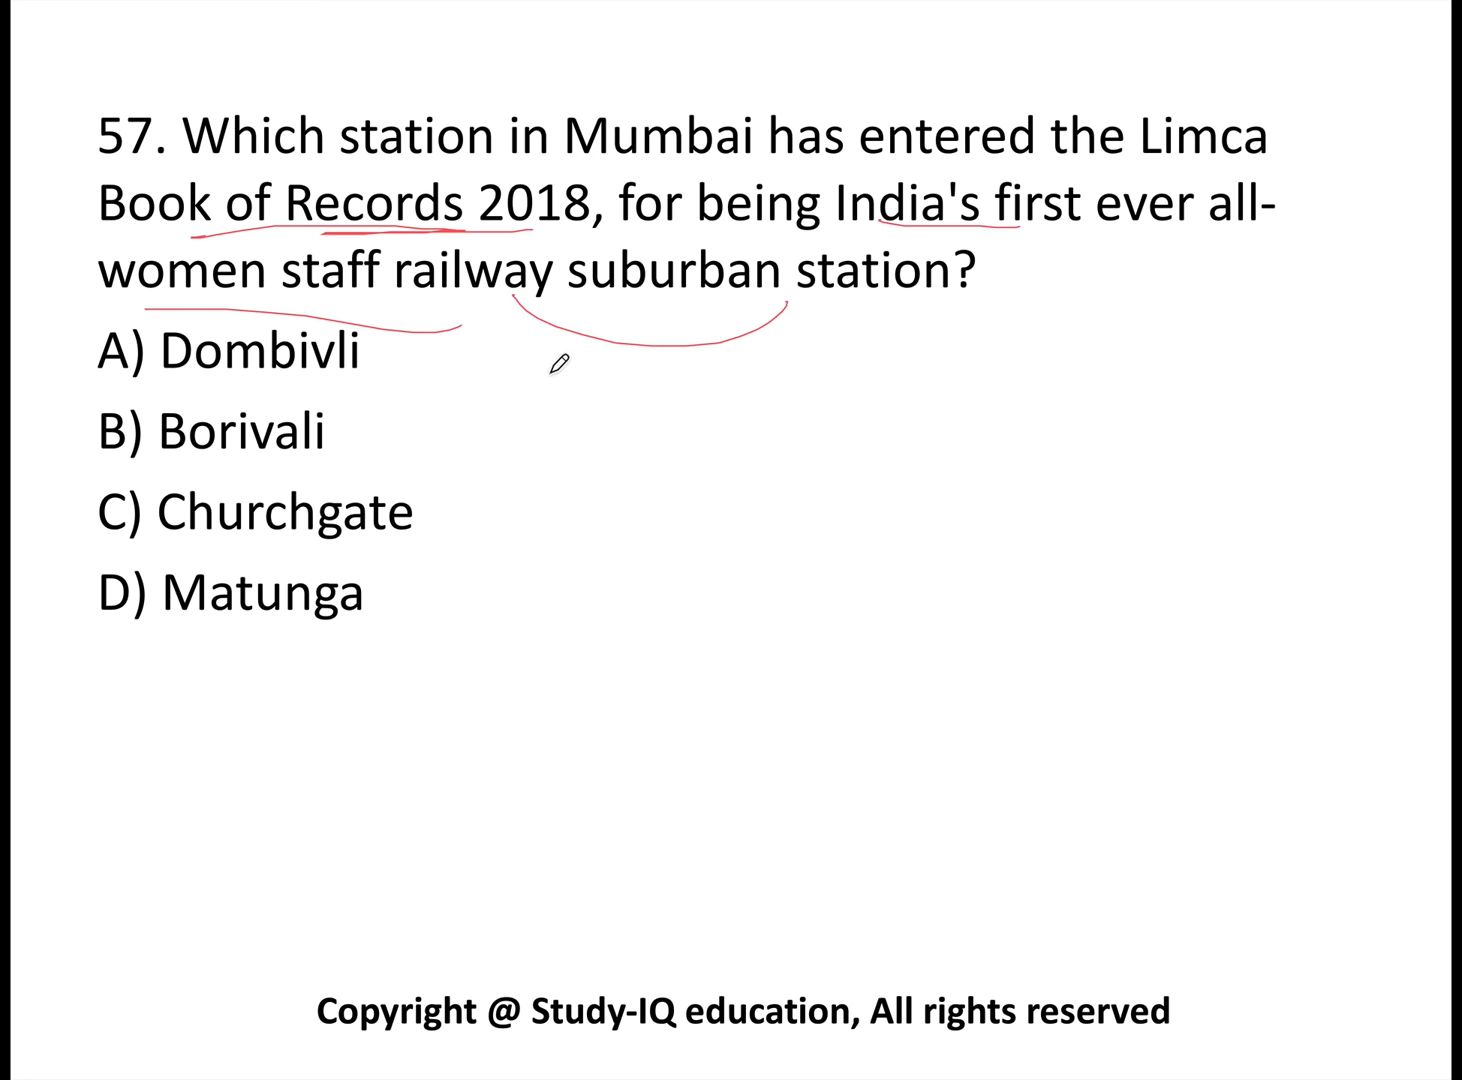 57. Which station in Mumbai has entered the Limca
Book of Records 2018, for being India's first ever all-
women staff railway suburban station?
A) Dombivli
B) Borivali
C) Churchgate
D) Matunga
Copyright @ Study-IQ education, All rights reserved